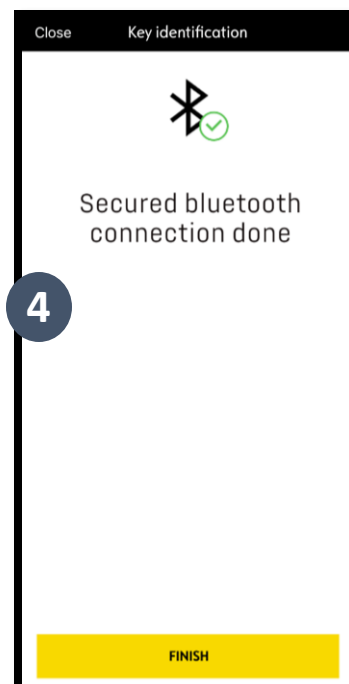 Close Key identification
Secured bluetooth
connection done
4
FINISH